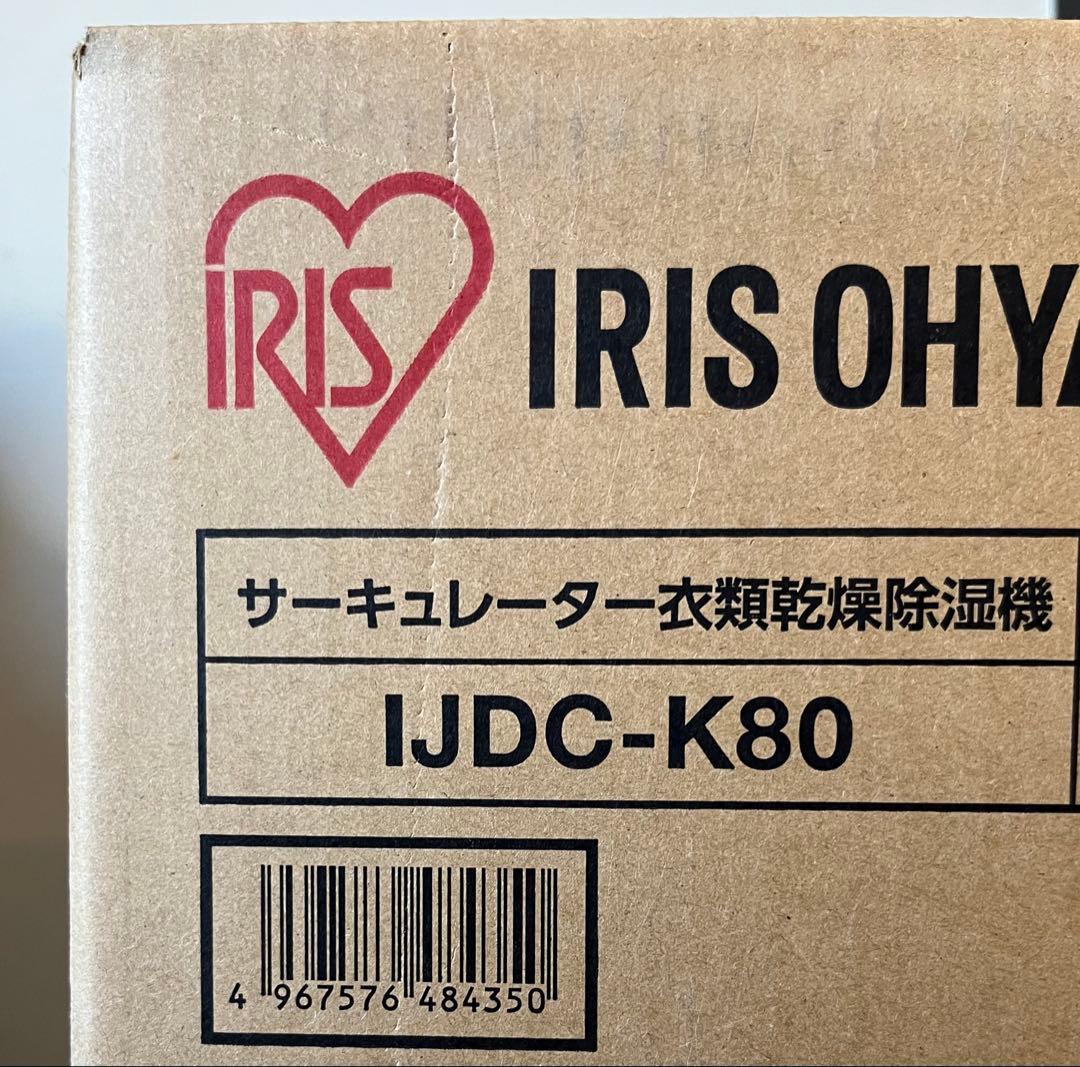 IRIS
IRIS OHYA
サーキュレーター衣類乾燥除湿機
IJDC-K80
4 967576 484350